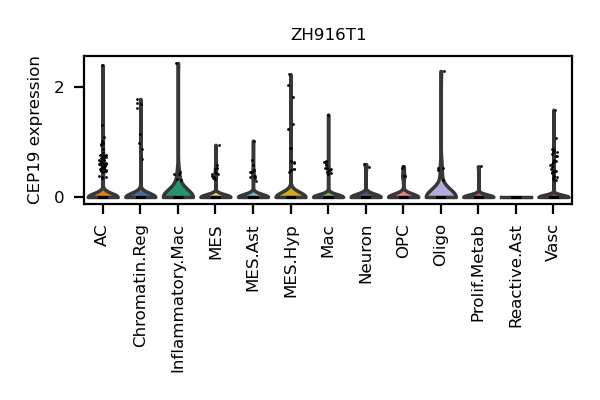 ZH916T1
CEP19 expression
2
0
AC
Chromatin.Reg
Inflammatory.Mac
MES
MES.Ast
MES.Hyp
Mac
Neuron
OPC
Oligo
Prolif.Metab
Reactive.Ast
Vasc